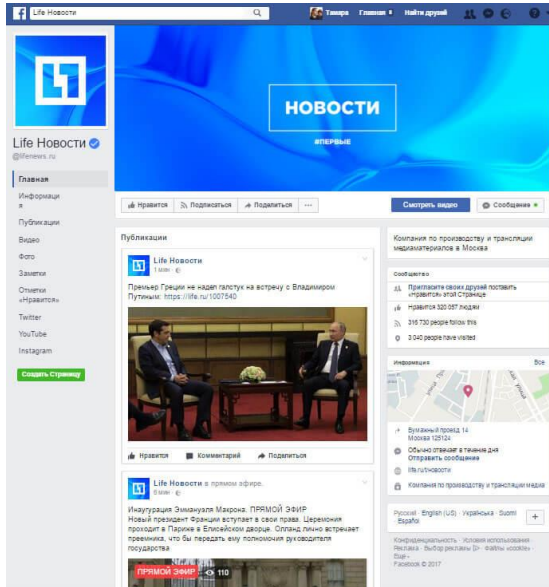 Life Новости
Тамара
Главная
Найти друзей
НОВОСТИ
#ПЕРВЫЕ
Life Новости
@lifenews.ru
Главная
Информаци
я
Публикации
Видео
Фото
Заметки
Отметки
«Нравится»
Twitter
YouTube
Instagram
Создать Страницу
Нравится
Подписаться
Поделиться
Смотреть видео
Сообщение
Публикации
Life Новости
1 мин
Премьер Греции не надел галстук на встречу с Владимиром
Путиным: https://life.ru/1007540
Нравится
Комментарий
Поделиться
Life Новости в прямом эфире.
Инаугурация Эммануэля Макрона. ПРЯМОЙ ЭФИР
Новый президент Франции вступает в свои права. Церемония
проходит в Париже в Елисейском дворце. Олланд лично встречает
преемника, что бы передать ему полномочия руководителя
государства
ПРЯМОЙ ЭФИР
110
Компания по производству и трансляции
медиаматериалов в Москва
Сообщество
Пригласите своих друзей поставить
«Нравится» этой Странице
Нравится 320 057 людям
316 730 people follow this
3 040 people have visited
Информация
Все
Бумажный проезд, 14
Москва 125124
Обычно отвечает в течение дня
Отправить сообщение
life.ru/новости
Компания по производству и трансляции медиа
Русский · English (US) · Українська · Suomi ·
Español
Конфиденциальность · Условия использования ·
Реклама · Выбор рекламы · Файлы «cookie» ·
Ещё
Facebook © 2017